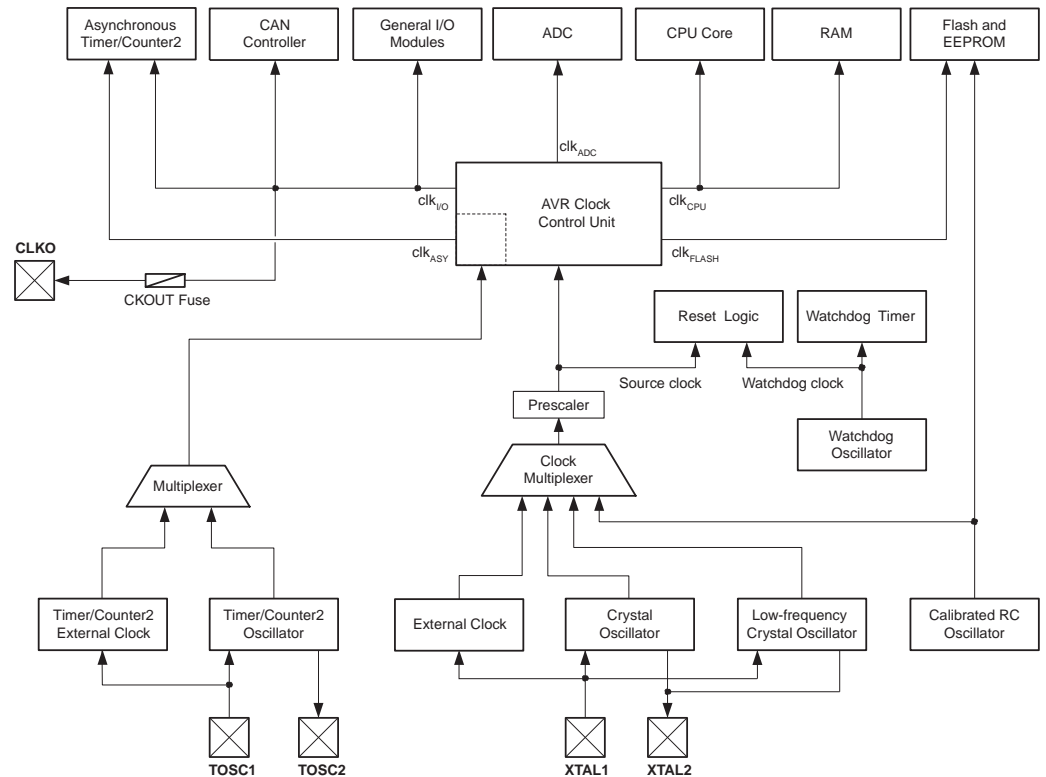 Asynchronous
Timer/Counter2
CAN
Controller
General I/O
Modules
ADC
CPU Core
RAM
Flash and
EEPROM
clkADC
clkI/O
AVR Clock
Control Unit
clkCPU
clkASY
clkFLASH
CLKO
CKOUT Fuse
Reset Logic
Watchdog Timer
Source clock
Watchdog clock
Prescaler
Watchdog
Oscillator
Clock
Multiplexer
Multiplexer
Timer/Counter2
External Clock
Timer/Counter2
Oscillator
External Clock
Crystal
Oscillator
Low-frequency
Crystal Oscillator
Calibrated RC
Oscillator
TOSC1
TOSC2
XTAL1
XTAL2